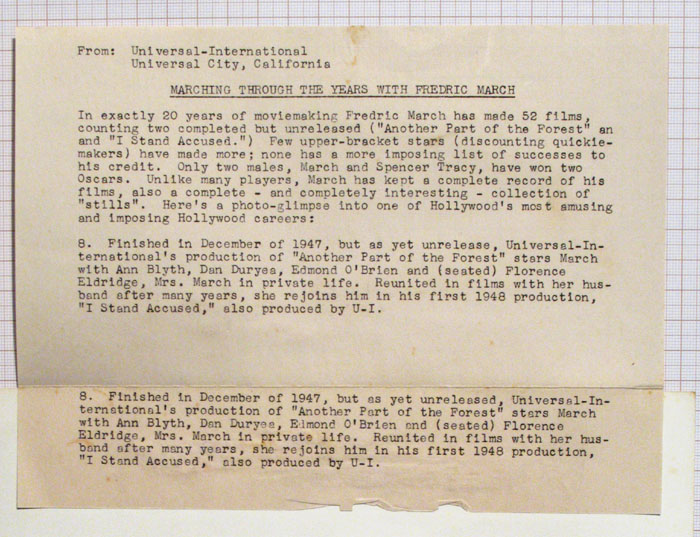 From: Universal-International
Universal City, California
MARCHING THROUGH THE YEARS WITH FREDRIC MARCH
In exactly 20 years of moviemaking Fredric March has made 52 films,
counting two completed but unreleased ("Another Part of the Forest" an
and "I Stand Accused.") Few upper-bracket stars (discounting quickie-
makers) have made more; none has a more imposing list of successes to
his credit. Only two males, March and Spencer Tracy, have won two
Oscars. Unlike many players, March has kept a complete record of his
films, also a complete - and completely interesting - collection of
"stills". Here's a photo-glimpse into one of Hollywood's most amusing
and imposing Hollywood careers:
8. Finished in December of 1947, but as yet unrelease, Universal-In-
ternational's production of "Another Part of the Forest" stars March
with Ann Blyth, Dan Duryea, Edmond O'Brien and (seated) Florence
Eldridge, Mrs. March in private life. Reunited in films with her hus-
band after many years, she rejoins him in his first 1948 production,
"I Stand Accused," also produced by U-I.
8. Finished in December of 1947, but as yet unreleased, Universal-In-
ternational's production of "Another Part of the Forest" stars March
with Ann Blyth, Dan Duryea, Edmond O'Brien and (seated) Florence
Eldridge, Mrs. March in private life. Reunited in films with her hus-
band after many years, she rejoins him in his first 1948 production,
"I Stand Accused," also produced by U-I.